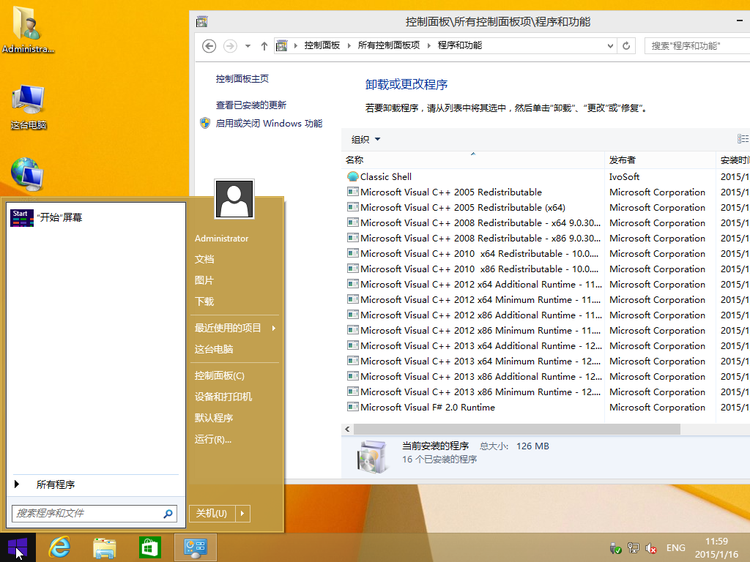 Administra...
这台电脑
控制面板\所有控制面板项\程序和功能
控制面板 所有控制面板项 程序和功能
搜索"程序和功能"
控制面板主页
查看已安装的更新
启用或关闭 Windows 功能
卸载或更改程序
若要卸载程序，请从列表中将其选中，然后单击"卸载"、"更改"或"修复"。
组织
名称 发布者 安装时间
Classic Shell IvoSoft 2015/1
Microsoft Visual C++ 2005 Redistributable Microsoft Corporation 2015/1
Microsoft Visual C++ 2005 Redistributable (x64) Microsoft Corporation 2015/1
Microsoft Visual C++ 2008 Redistributable - x64 9.0.30... Microsoft Corporation 2015/1
Microsoft Visual C++ 2008 Redistributable - x86 9.0.30... Microsoft Corporation 2015/1
Microsoft Visual C++ 2010 x64 Redistributable - 10.0.... Microsoft Corporation 2015/1
Microsoft Visual C++ 2010 x86 Redistributable - 10.0.... Microsoft Corporation 2015/1
Microsoft Visual C++ 2012 x64 Additional Runtime - 11... Microsoft Corporation 2015/1
Microsoft Visual C++ 2012 x64 Minimum Runtime - 11.... Microsoft Corporation 2015/1
Microsoft Visual C++ 2012 x86 Additional Runtime - 11... Microsoft Corporation 2015/1
Microsoft Visual C++ 2012 x86 Minimum Runtime - 11.... Microsoft Corporation 2015/1
Microsoft Visual C++ 2013 x64 Additional Runtime - 12... Microsoft Corporation 2015/1
Microsoft Visual C++ 2013 x64 Minimum Runtime - 12.... Microsoft Corporation 2015/1
Microsoft Visual C++ 2013 x86 Additional Runtime - 12... Microsoft Corporation 2015/1
Microsoft Visual C++ 2013 x86 Minimum Runtime - 12.... Microsoft Corporation 2015/1
Microsoft Visual F# 2.0 Runtime Microsoft Corporation 2015/1
当前安装的程序 总大小: 126 MB
16 个已安装的程序
Start
"开始"屏幕
所有程序
搜索程序和文件
Administrator
文档
图片
下载
最近使用的项目
这台电脑
控制面板(C)
设备和打印机
默认程序
运行(R)...
关机(U)
ENG
11:59
2015/1/16